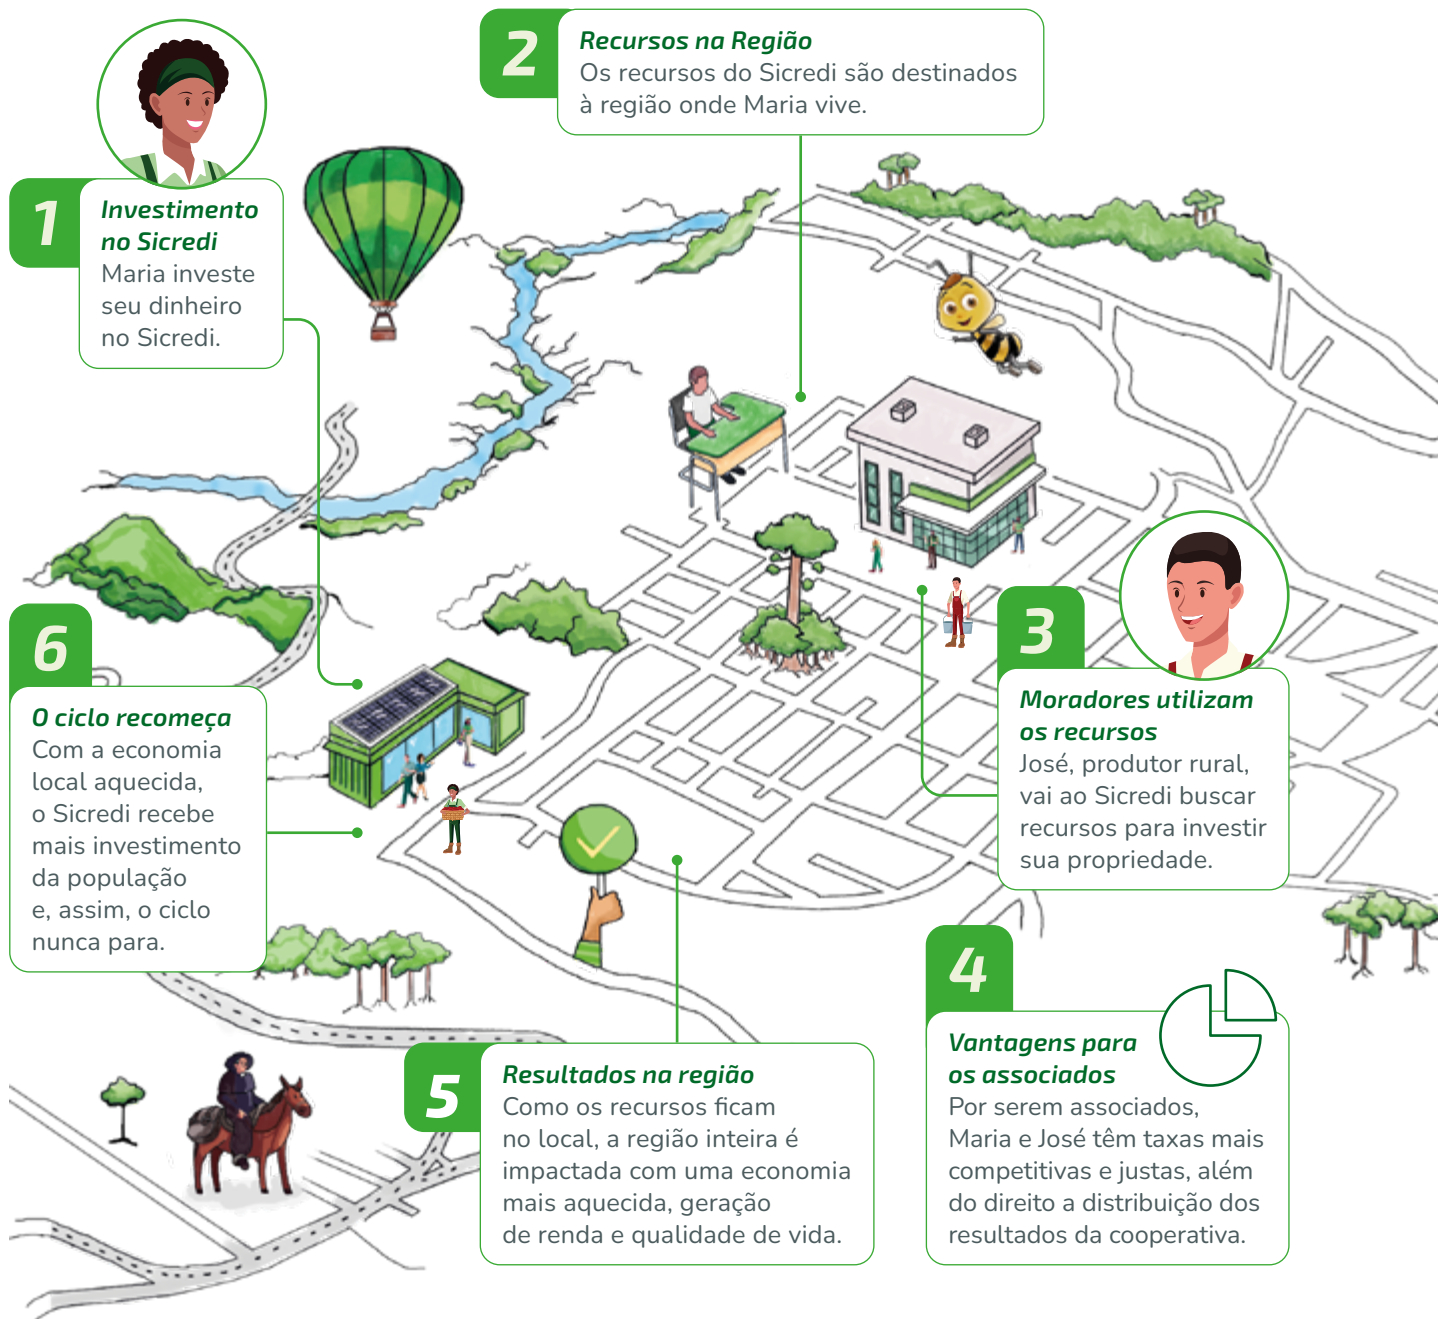 1
Investimento
no Sicredi
Maria investe
seu dinheiro
no Sicredi.
2
Recursos na Região
Os recursos do Sicredi são destinados
à região onde Maria vive.
3
Moradores utilizam
os recursos
José, produtor rural,
vai ao Sicredi buscar
recursos para investir
sua propriedade.
4
Vantagens para
os associados
Por serem associados,
Maria e José têm taxas mais
competitivas e justas, além
do direito a distribuição dos
resultados da cooperativa.
5
Resultados na região
Como os recursos ficam
no local, a região inteira é
impactada com uma economia
mais aquecida, geração
de renda e qualidade de vida.
6
O ciclo recomeça
Com a economia
local aquecida,
o Sicredi recebe
mais investimento
da população
e, assim, o ciclo
nunca para.